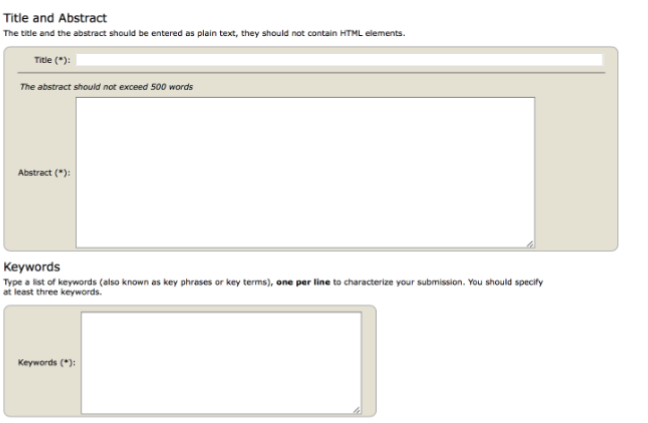 Title and Abstract
The title and the abstract should be entered as plain text, they should not contain HTML elements.
Title (*):
The abstract should not exceed 500 words
Abstract (*):
Keywords
Type a list of keywords (also known as key phrases or key terms), one per line to characterize your submission. You should specify
at least three keywords.
Keywords (*):